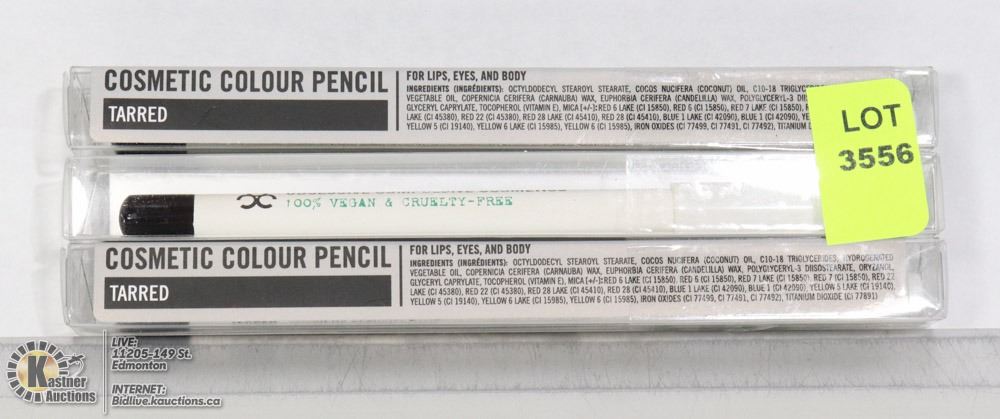 COSMETIC COLOUR PENCIL
TARRED
FOR LIPS, EYES, AND BODY
INGREDIENTS (INGRÉDIENTS): OCTYLDODECYL STEAROYL STEARATE, COCOS NUCIFERA (COCONUT) OIL, C10-18
VEGETABLE OIL, COPERNICIA CERIFERA (CARNAUBA) WAX, EUPHORBIA CERIFERA (CANDELILLA) WAX, POLYGLYCERYL-3
GLYCERYL CAPRYLATE, TOCOPHEROL (VITAMIN E), MICA [+/-]: RED 6 LAKE (CI 15850), RED 6 (CI 15850), RED 7 LAKE (CI 15850),
LAKE (CI 45380), RED 22 (CI 45380), RED 28 LAKE (CI 45410), RED 28 (CI 45410), BLUE 1 LAKE (CI 42090), BLUE 1 (CI 42090),
YELLOW 5 (CI 19140), YELLOW 6 LAKE (CI 15985), YELLOW 6 (CI 15985), IRON OXIDES (CI 77499, CI 77491, CI 77492), TITANIUM
LOT
3556
100% VEGAN & CRUELTY-FREE
COSMETIC COLOUR PENCIL
TARRED
FOR LIPS, EYES, AND BODY
INGREDIENTS (INGRÉDIENTS): OCTYLDODECYL STEAROYL STEARATE, COCOS NUCIFERA (COCONUT) OIL, C10-18 TRIGLYCERIDES, HYDROGENATED
VEGETABLE OIL, COPERNICIA CERIFERA (CARNAUBA) WAX, EUPHORBIA CERIFERA (CANDELILLA) WAX, POLYGLYCERYL-3 DIISOSTEARATE, ORYZANOL,
GLYCERYL CAPRYLATE, TOCOPHEROL (VITAMIN E), MICA [+/-]: RED 6 LAKE (CI 15850), RED 6 (CI 15850), RED 7 LAKE (CI 15850), RED 7 (CI 15850), RED 22
LAKE (CI 45380), RED 22 (CI 45380), RED 28 LAKE (CI 45410), RED 28 (CI 45410), BLUE 1 LAKE (CI 42090), BLUE 1 (CI 42090), YELLOW 5 LAKE (CI 19140),
YELLOW 5 (CI 19140), YELLOW 6 LAKE (CI 15985), YELLOW 6 (CI 15985), IRON OXIDES (CI 77499, CI 77491, CI 77492), TITANIUM DIOXIDE (CI 77891)
Kastner
Auctions
LIVE:
11205-149 St.
Edmonton
INTERNET:
Bidlive.kauctions.ca